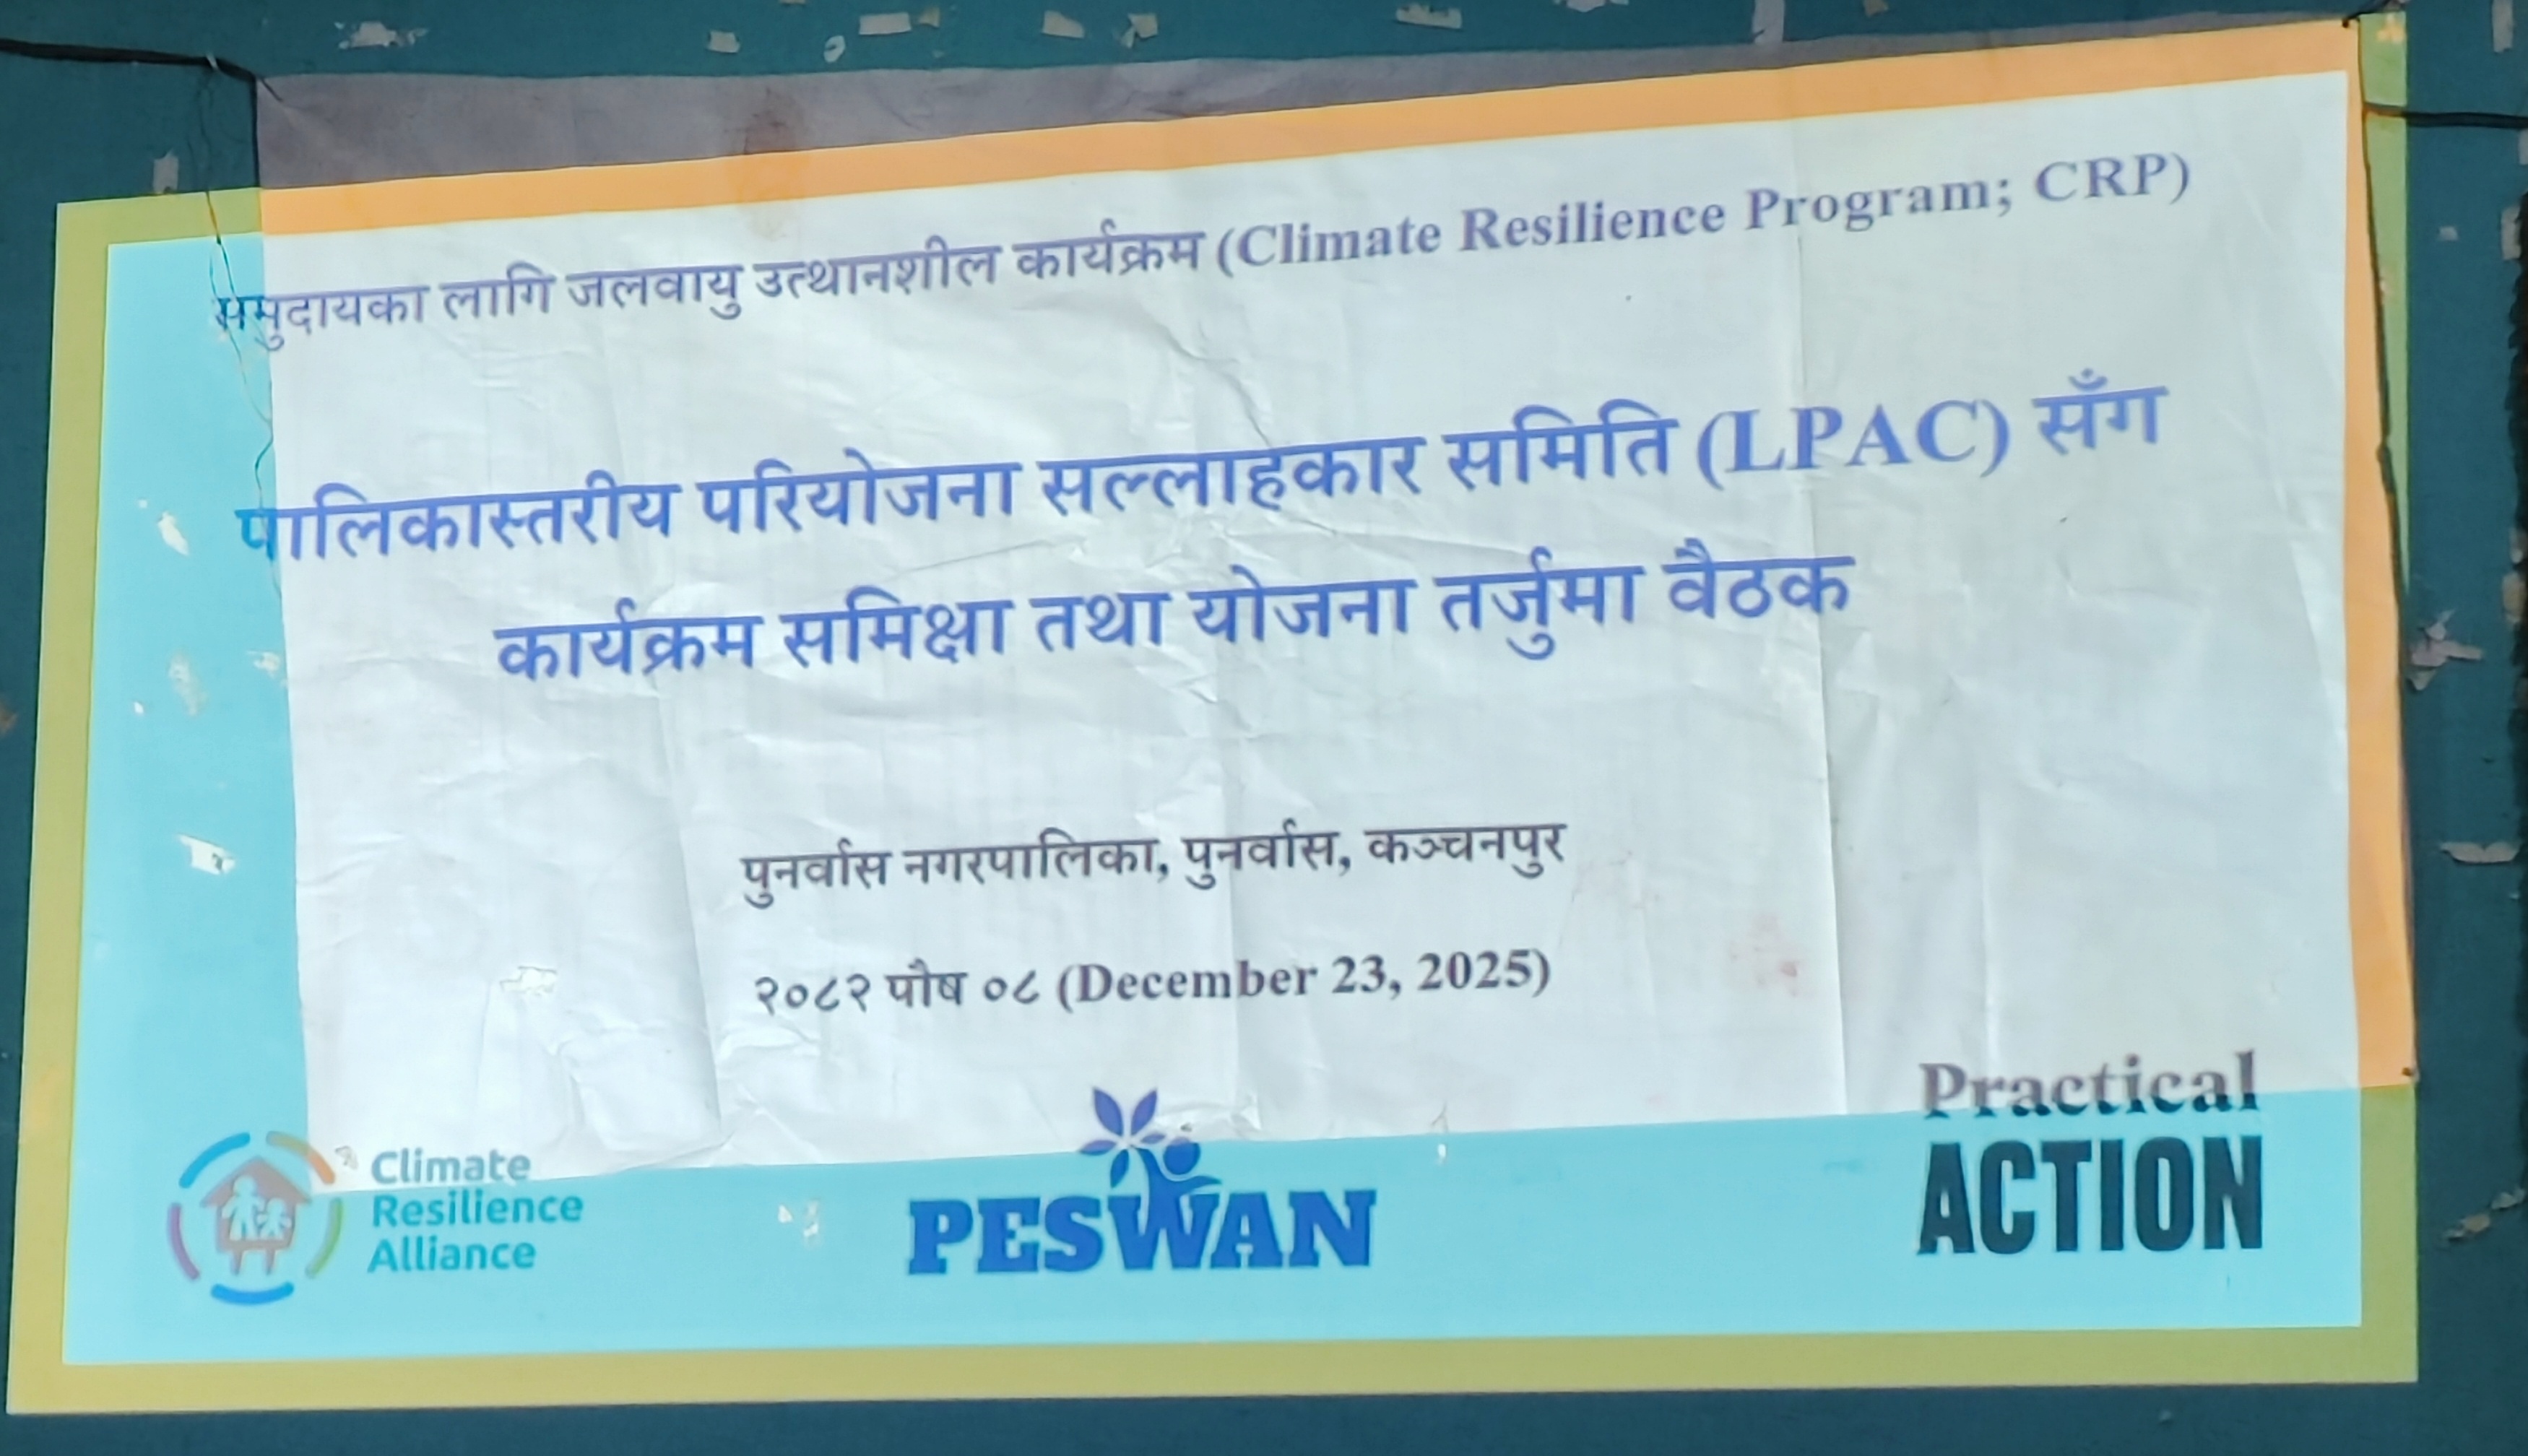 समुदायका लागि जलवायु उत्थानशील कार्यक्रम (Climate Resilience Program; CRP)
पालिकास्तरीय परियोजना सल्लाहकार समिति (LPAC) सँग
कार्यक्रम समिक्षा तथा योजना तर्जुमा वैठक
पुनर्वास नगरपालिका, पुनर्वास, कञ्चनपुर
२०८२ पौष ०८ (December 23, 2025)
Climate
Resilience
Alliance
PESWAN
Practical
ACTION